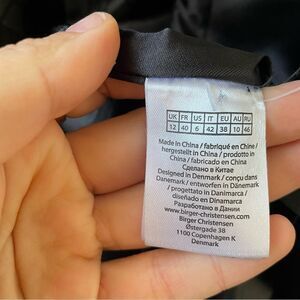 UK FR US IT EU AU RU
12 40 6 42 38 10 46
Made in China / fabriqué en Chine /
hergestellt in China / prodotto in
China / fabricado en China
Сделано в Китае
Designed in Denmark / conçu dans
Danemark / entworfen in Dänemark
/ progettato in Danimarca /
diseñado en Dinamarca
Разработано в Дании
www.birger-christensen.com
Birger Christensen
Østergade 38
1100 Copenhagen K
Denmark